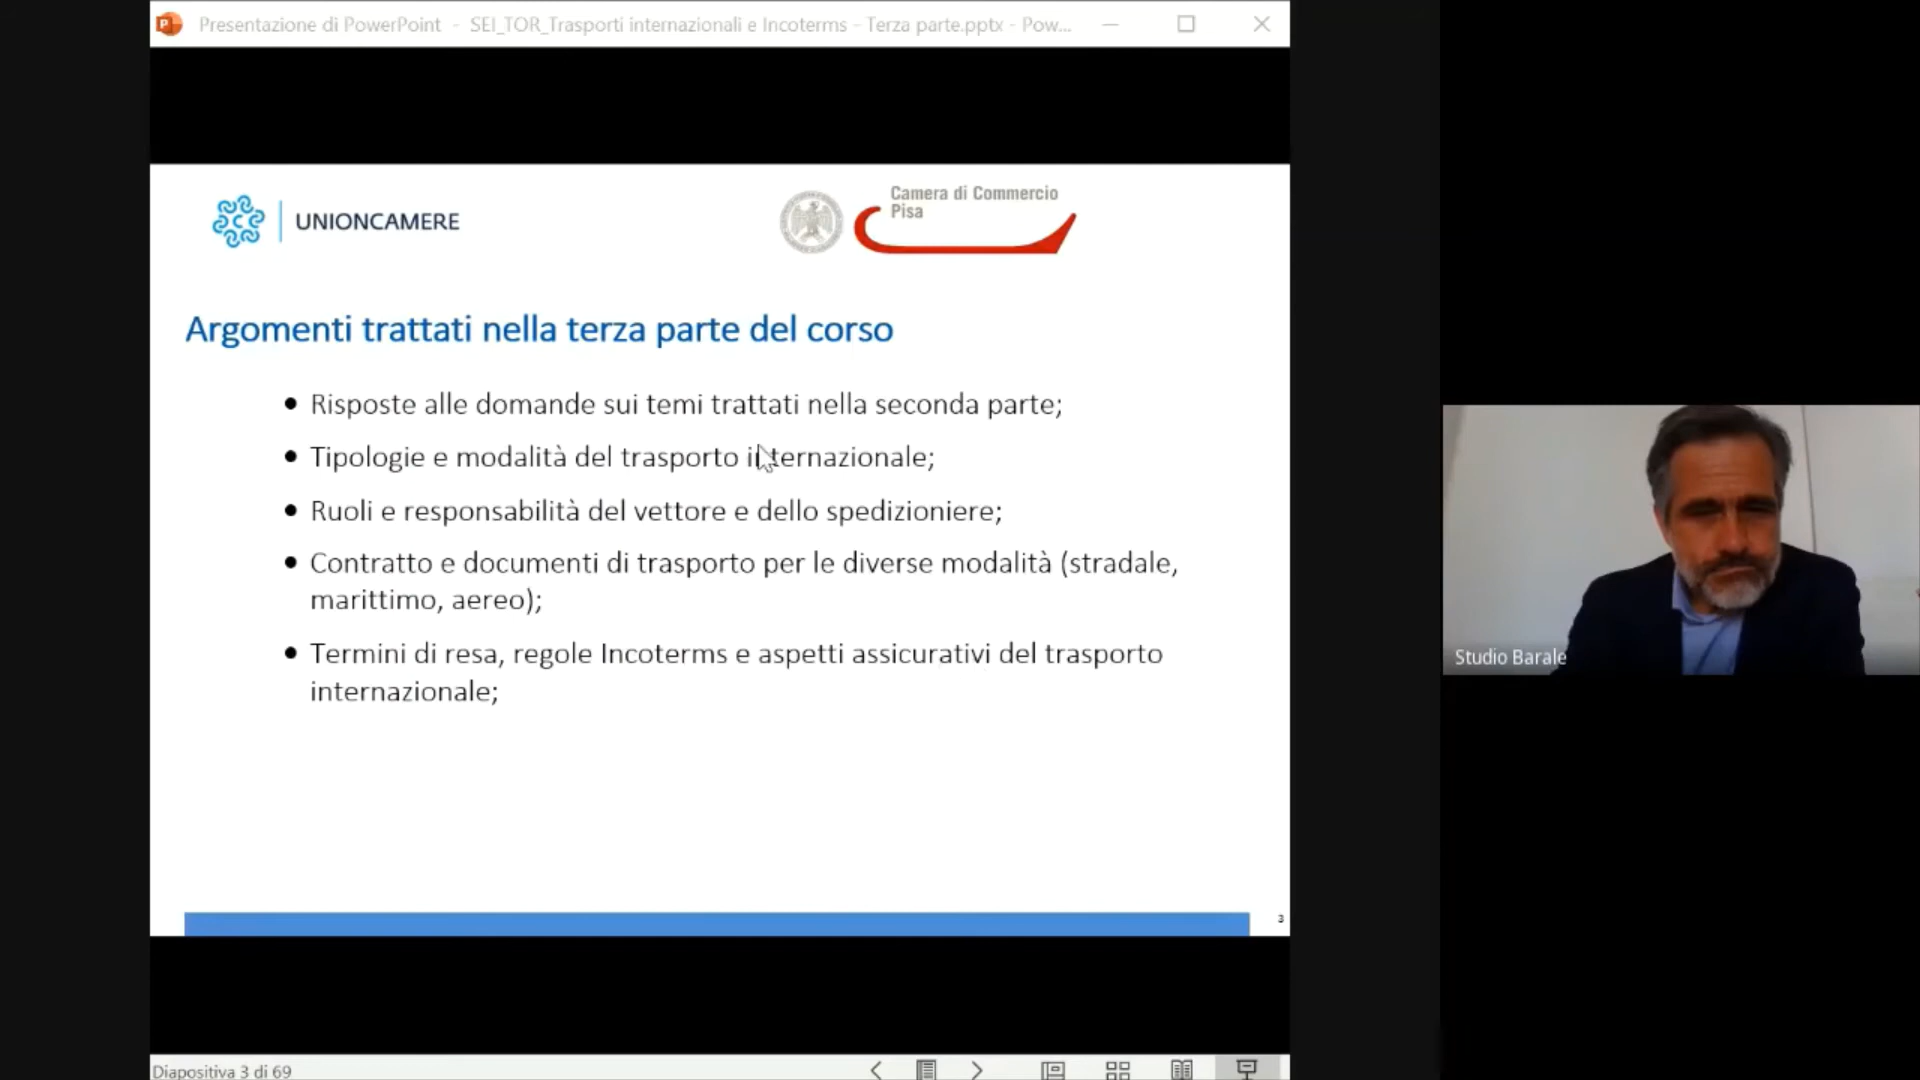 Presentazione di PowerPoint - SEI_TOR_Trasporti internazionali e Incoterms - Terza parte.pptx - Pow...
UNIONCAMERE
Camera di Commercio
Pisa
Argomenti trattati nella terza parte del corso
• Risposte alle domande sui temi trattati nella seconda parte;
• Tipologie e modalità del trasporto internazionale;
• Ruoli e responsabilità del vettore e dello spedizioniere;
• Contratto e documenti di trasporto per le diverse modalità (stradale,
marittimo, aereo);
• Termini di resa, regole Incoterms e aspetti assicurativi del trasporto
internazionale;
3
Studio Barale
Diapositiva 3 di 69